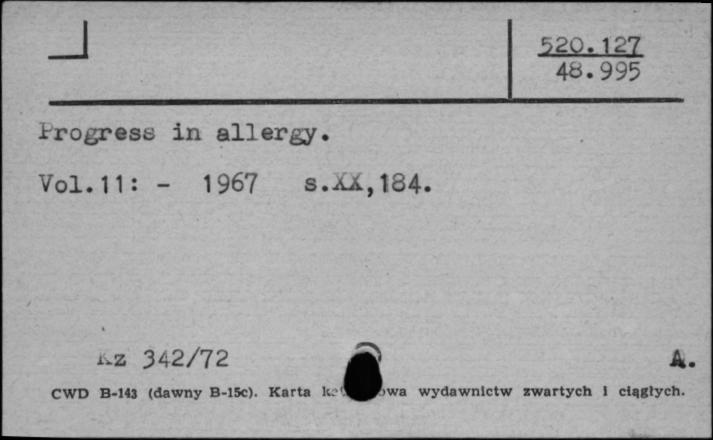 520.127
48.995
Progress in allergy.
Vol.11: - 1967 s.XX,184.
Kz 342/72 A.
CWD B-143 (dawny B-15c). Karta wydawnictw zwartych i ciągłych.